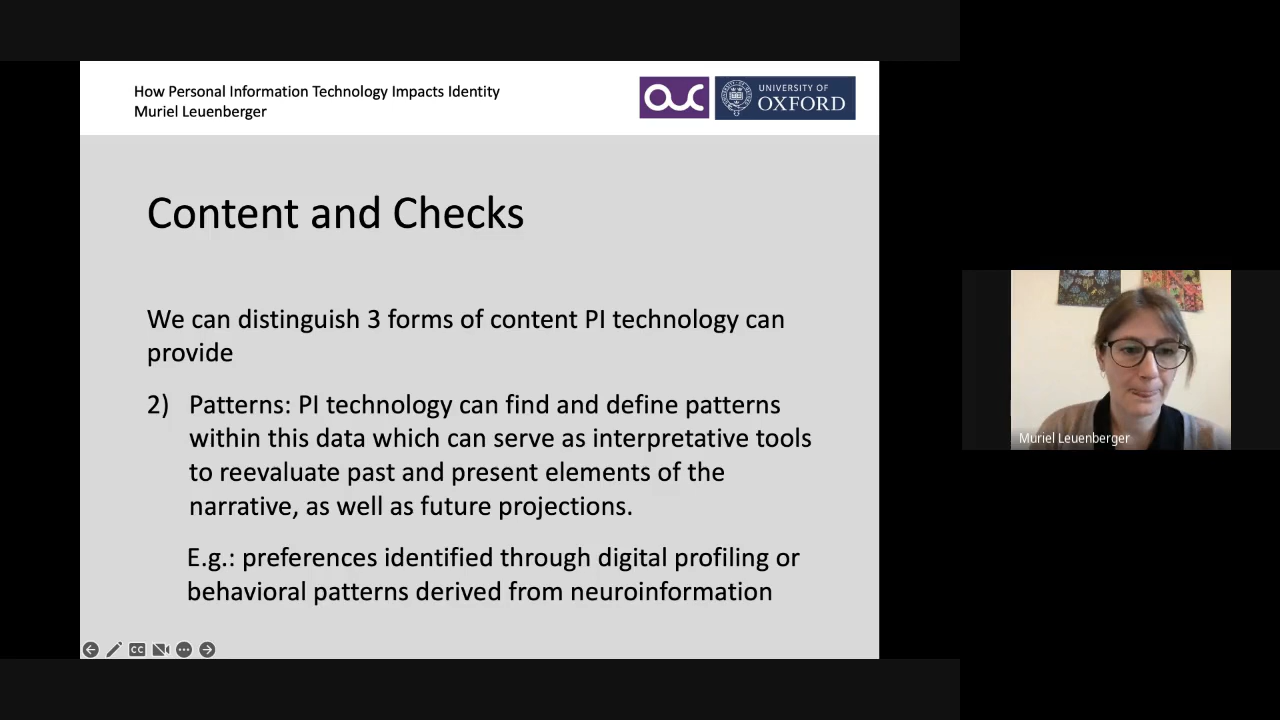 How Personal Information Technology Impacts Identity
Muriel Leuenberger
OUC
UNIVERSITY OF
OXFORD
Content and Checks
We can distinguish 3 forms of content PI technology can
provide
2) Patterns: PI technology can find and define patterns
within this data which can serve as interpretative tools
to reevaluate past and present elements of the
narrative, as well as future projections.
E.g.: preferences identified through digital profiling or
behavioral patterns derived from neuroinformation
CC
Muriel Leuenberger